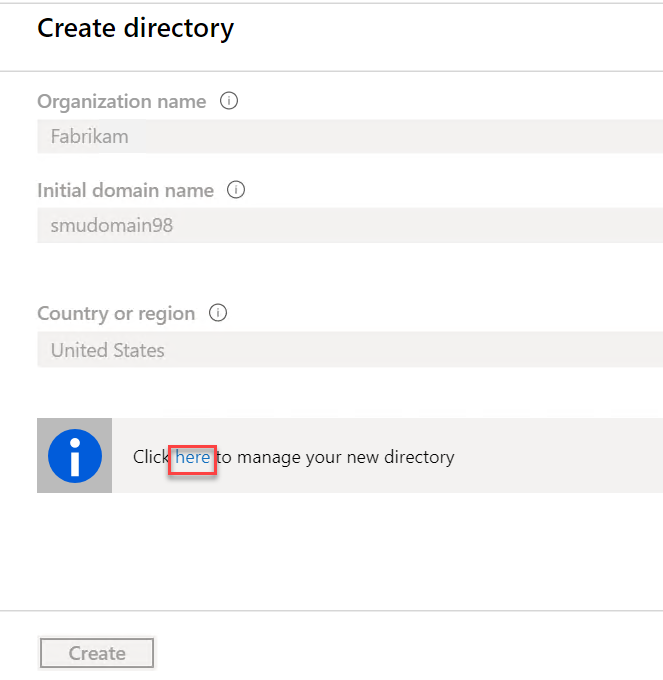 Create directory
Organization name
Fabrikam
Initial domain name
smudomain98
Country or region
United States
Click here to manage your new directory
Create